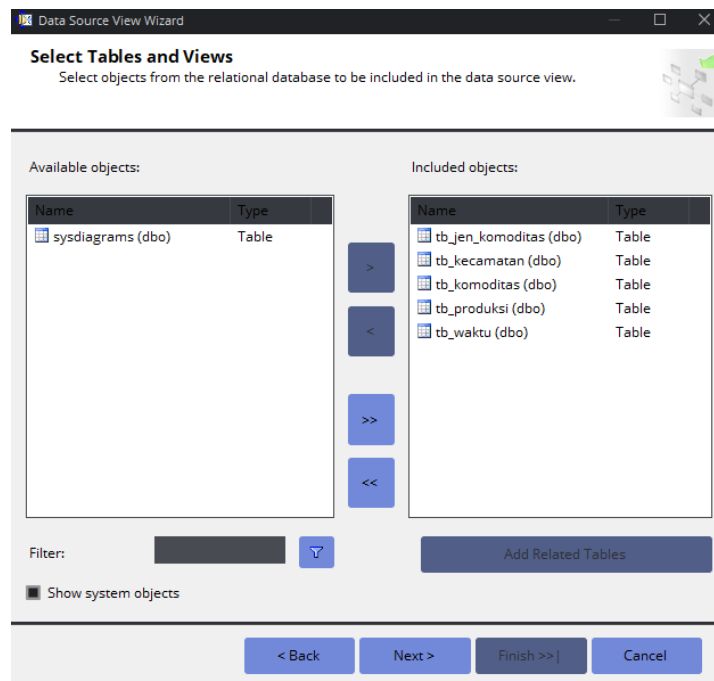 Data Source View Wizard
Select Tables and Views
Select objects from the relational database to be included in the data source view.
Available objects:
Name Type
sysdiagrams (dbo) Table
>
<
>>
<<
Included objects:
Name Type
tb_jen_komoditas (dbo) Table
tb_kecamatan (dbo) Table
tb_komoditas (dbo) Table
tb_produksi (dbo) Table
tb_waktu (dbo) Table
Filter:
Add Related Tables
Show system objects
< Back Next > Finish >>| Cancel